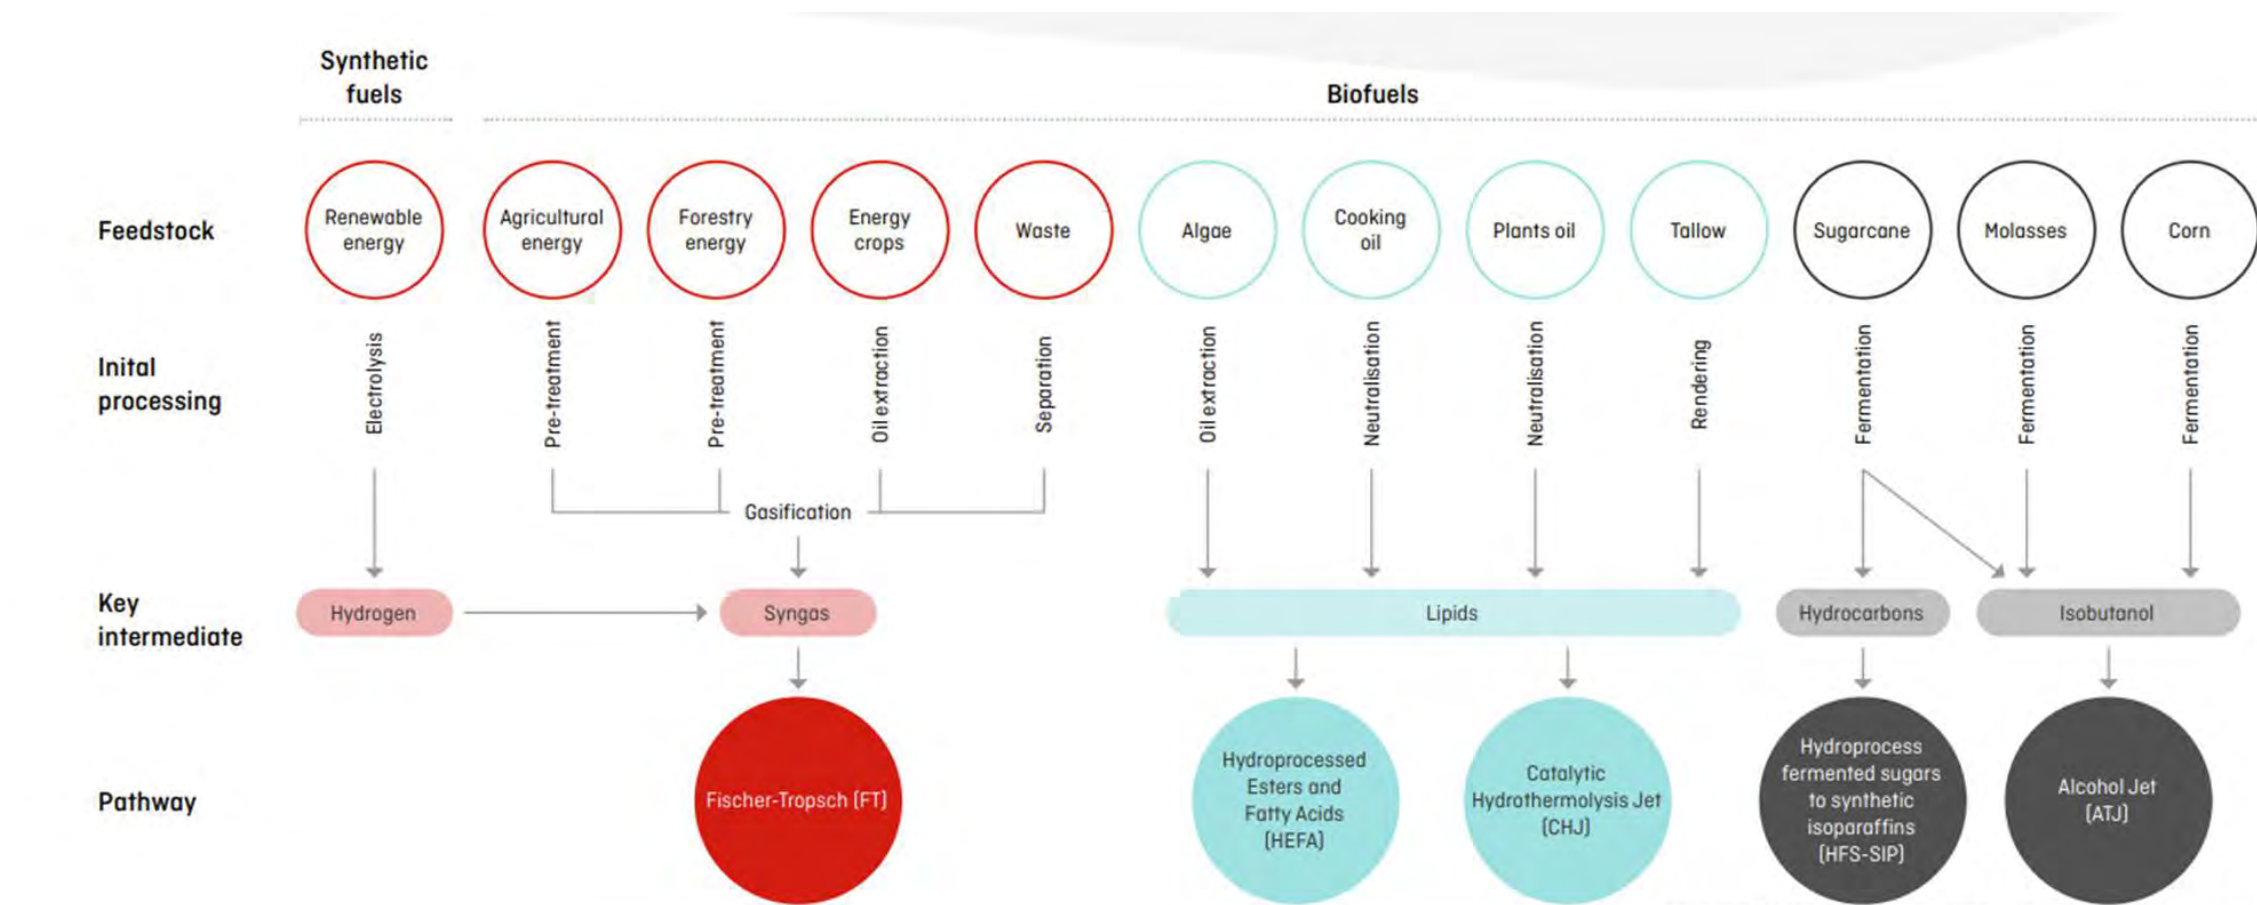 Synthetic
fuels
Biofuels
Feedstock
Renewable
energy
Agricultural
energy
Forestry
energy
Energy
crops
Waste
Algae
Cooking
oil
Plants oil
Tallow
Sugarcane
Molasses
Corn
Inital
processing
Electrolysis
Pre-treatment
Pre-treatment
Oil extraction
Separation
Oil extraction
Neutralisation
Neutralisation
Rendering
Fermentation
Fermentation
Fermentation
Gasification
Key
intermediate
Hydrogen
Syngas
Lipids
Hydrocarbons
Isobutanol
Pathway
Fischer-Tropsch (FT)
Hydroprocessed
Esters and
Fatty Acids
(HEFA)
Catalytic
Hydrothermolysis Jet
(CHJ)
Hydroprocess
fermented sugars
to synthetic
isoparaffins
(HFS-SIP)
Alcohol Jet
(ATJ)